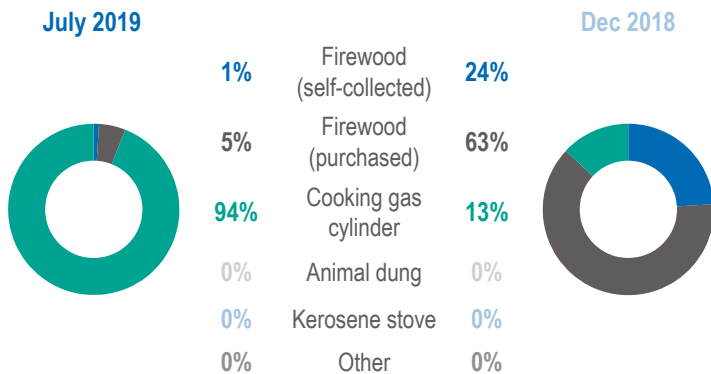 July 2019
Dec 2018
1%
Firewood
(self-collected)
24%
5%
Firewood
(purchased)
63%
94%
Cooking gas
cylinder
13%
0%
Animal dung
0%
0%
Kerosene stove
0%
0%
Other
0%